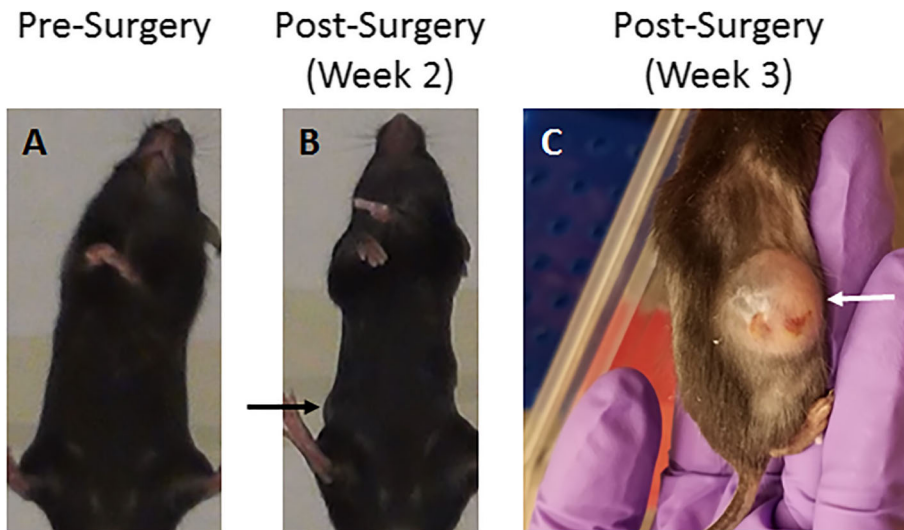 Pre-Surgery
Post-Surgery
(Week 2)
Post-Surgery
(Week 3)
A
B
C